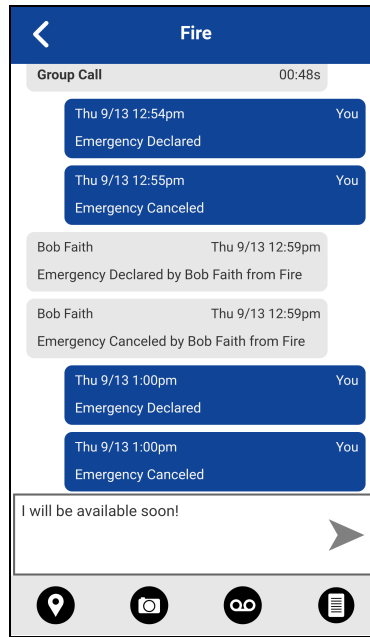 Fire
Group Call 00:48s
Thu 9/13 12:54pm You
Emergency Declared
Thu 9/13 12:55pm You
Emergency Canceled
Bob Faith Thu 9/13 12:59pm
Emergency Declared by Bob Faith from Fire
Bob Faith Thu 9/13 12:59pm
Emergency Canceled by Bob Faith from Fire
Thu 9/13 1:00pm You
Emergency Declared
Thu 9/13 1:00pm You
Emergency Canceled
I will be available soon!